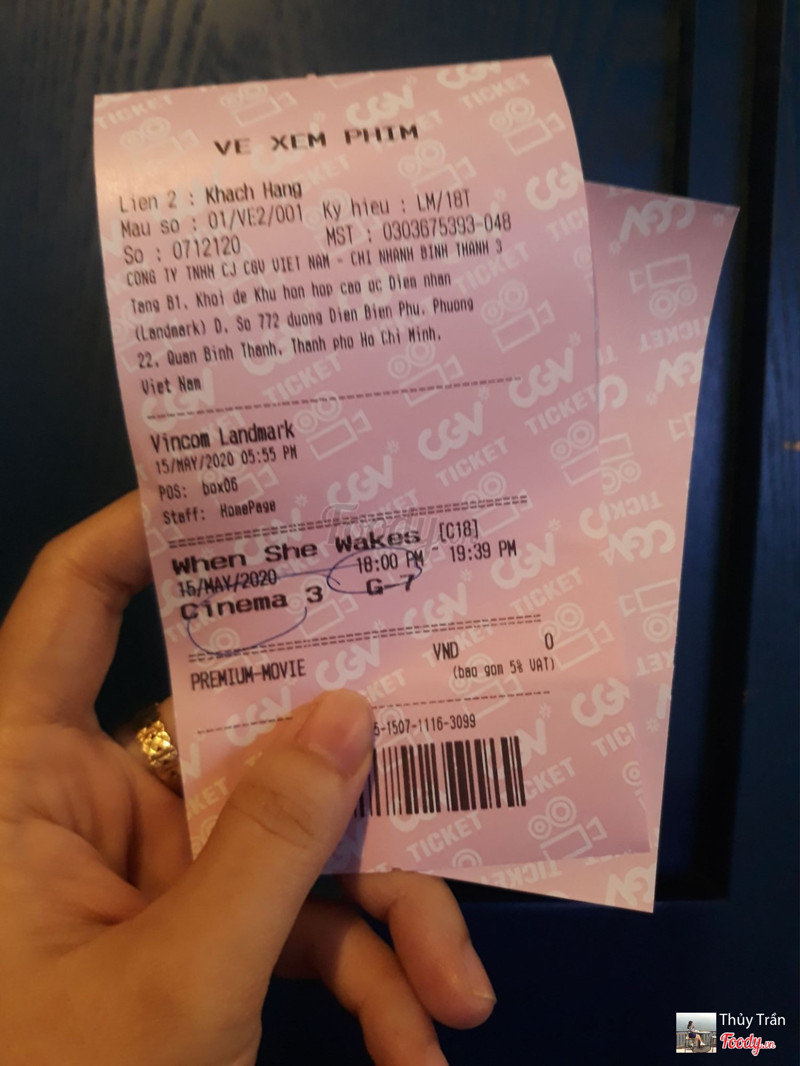 VE XEM PHIM
Lien 2 : Khach Hang
Mau so : 01/VE2/001 Ky hieu : LM/18T
So : 0712120 MST : 0303675393-048
CONG TY TNHH CJ CGV VIET NAM - CHI NHANH BINH THANH 3
Tang B1, Khoi de Khu hon hop cao oc Dien nhan
(Landmark) D, So 772 duong Dien Bien Phu, Phuong
22, Quan Binh Thanh, Thanh pho Ho Chi Minh,
Viet Nam
Vincom Landmark
15/MAY/2020 05:55 PM
POS: box06
Staff: HomePage
When She Wakes [C18]
15/MAY/2020 18:00 PM - 19:39 PM
Cinema 3 G-7
PREMIUM-MOVIE VND 0
(bao gom 5% VAT)
5-1507-1116-3099
CGV TICKET
Foody
Thủy Trần
Foody.vn